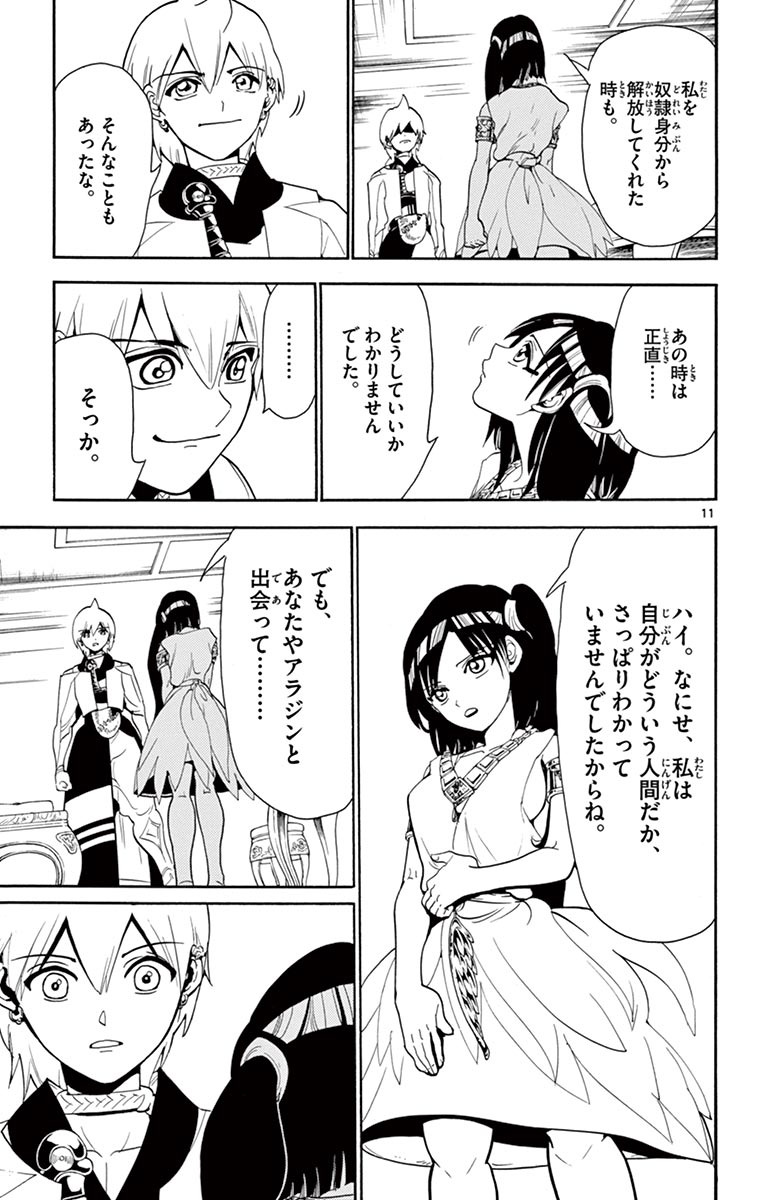 私を
奴隷身分から
解放してくれた
時も。
そんなことも
あったな。
あの時は
正直……
どうしていいか
わかりません
でした。
………
そっか。
11
ハイ。なにせ、私は
自分がどういう人間だか、
さっぱりわかって
いませんでしたからね。
でも、
あなたやアラジンと
出会って………